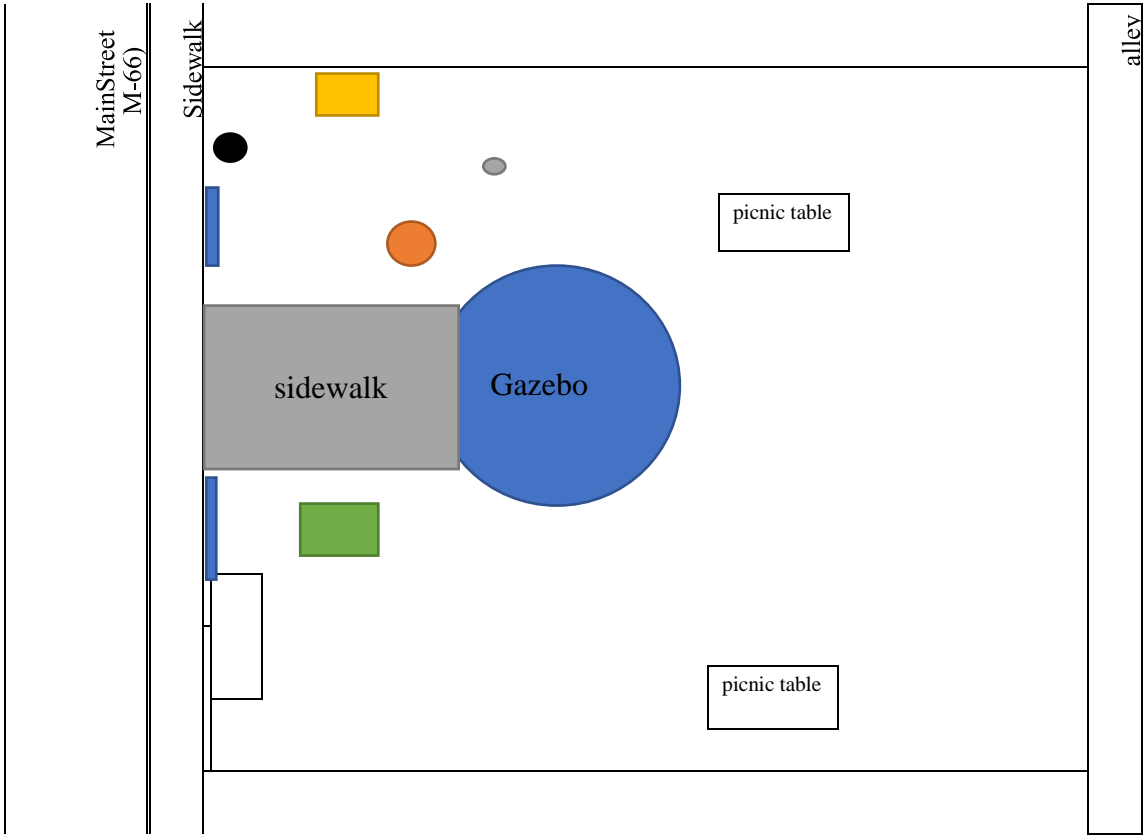 MainStreet
M-66)
Sidewalk
alley
picnic table
sidewalk
Gazebo
picnic table